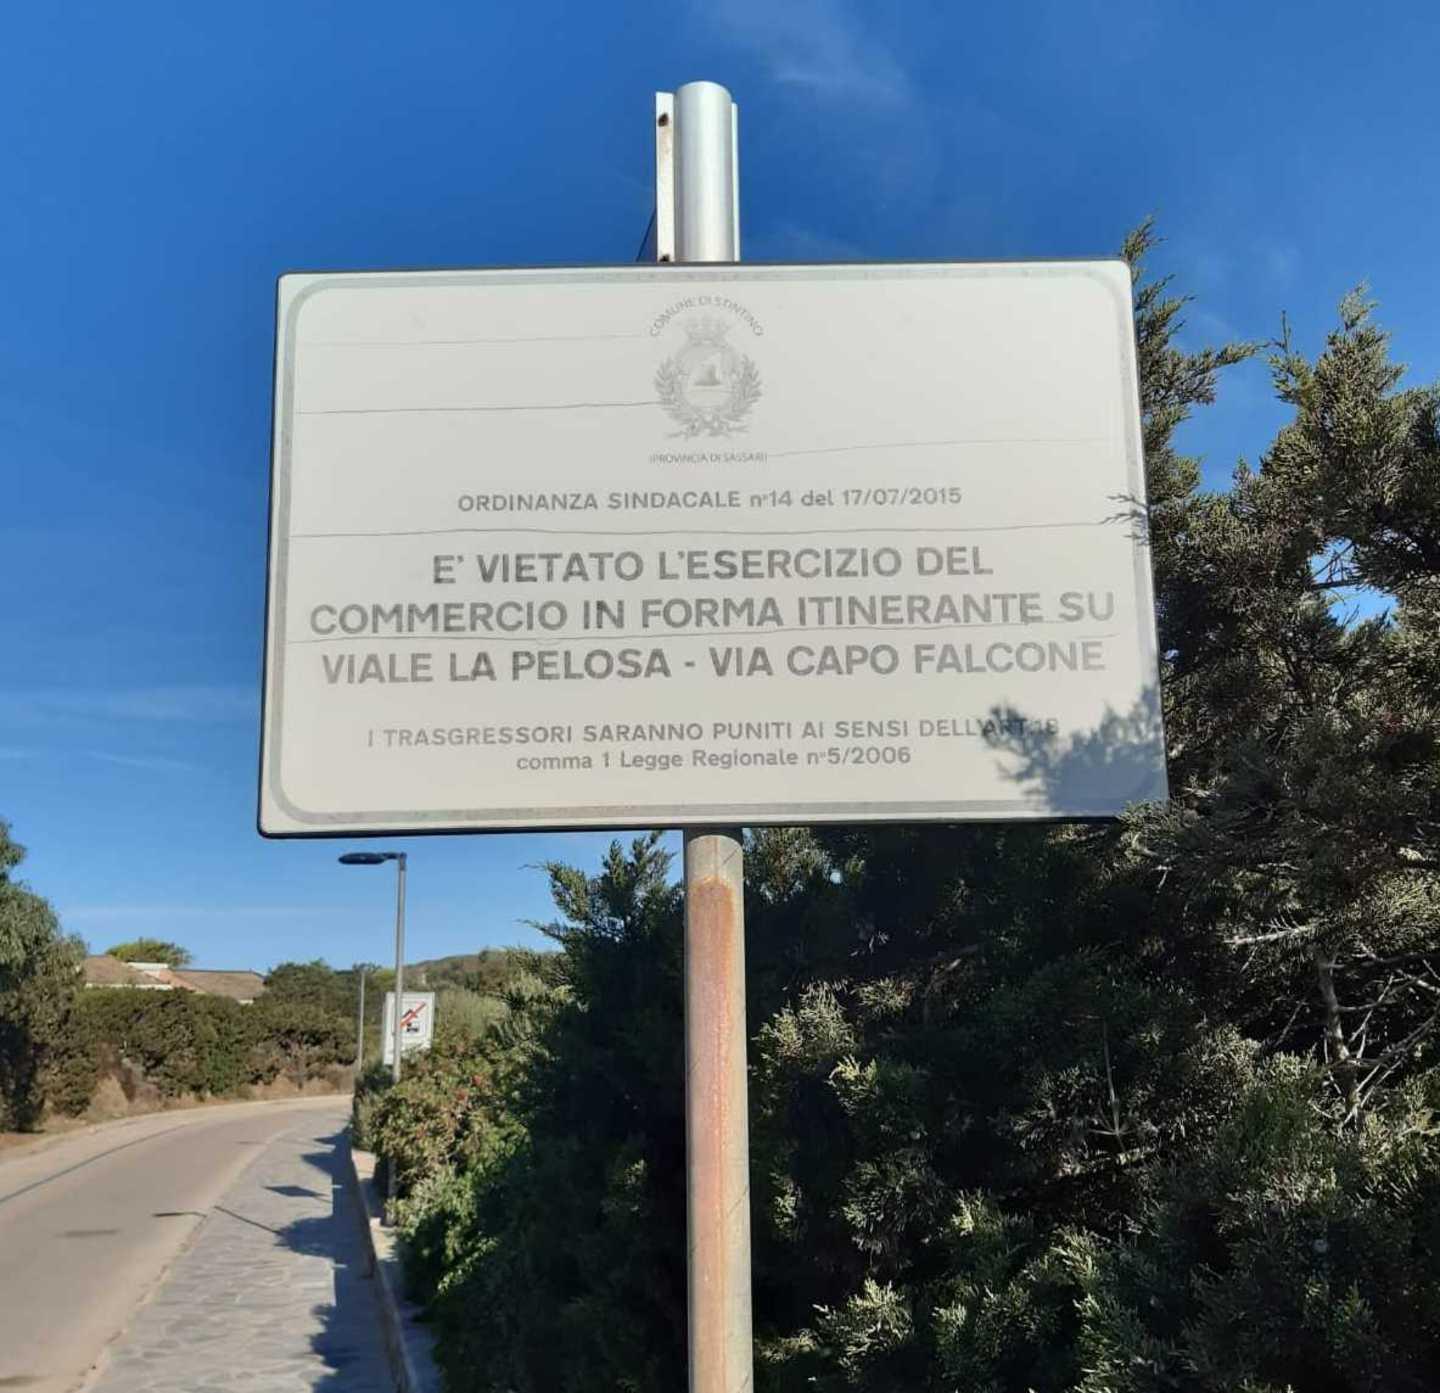 COMUNE DI STINTINO
(PROVINCIA DI SASSARI)
ORDINANZA SINDACALE n°14 del 17/07/2015
E' VIETATO L'ESERCIZIO DEL
COMMERCIO IN FORMA ITINERANTE SU
VIALE LA PELOSA - VIA CAPO FALCONE
I TRASGRESSORI SARANNO PUNITI AI SENSI DELL'ART.18
comma 1 Legge Regionale n°5/2006